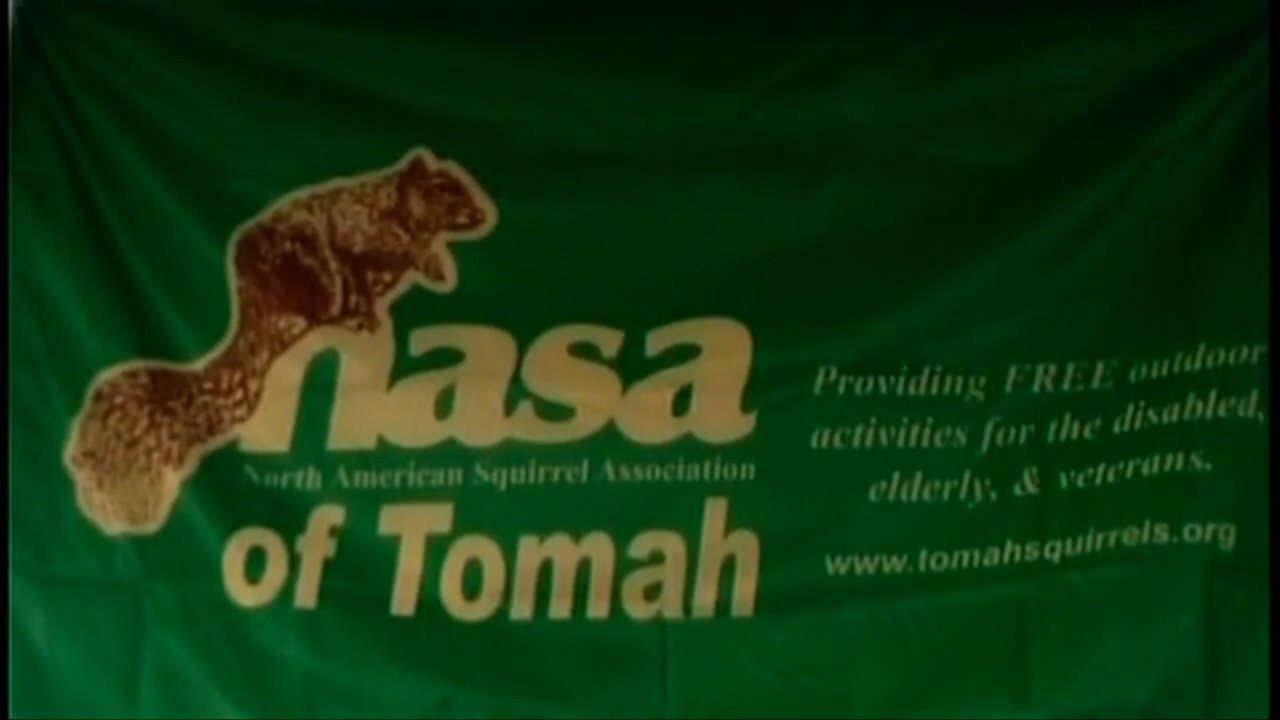 nasa
North American Squirrel Association
of Tomah
Providing FREE outdoor
activities for the disabled,
elderly, & veterans.
www.tomahsquirrels.org